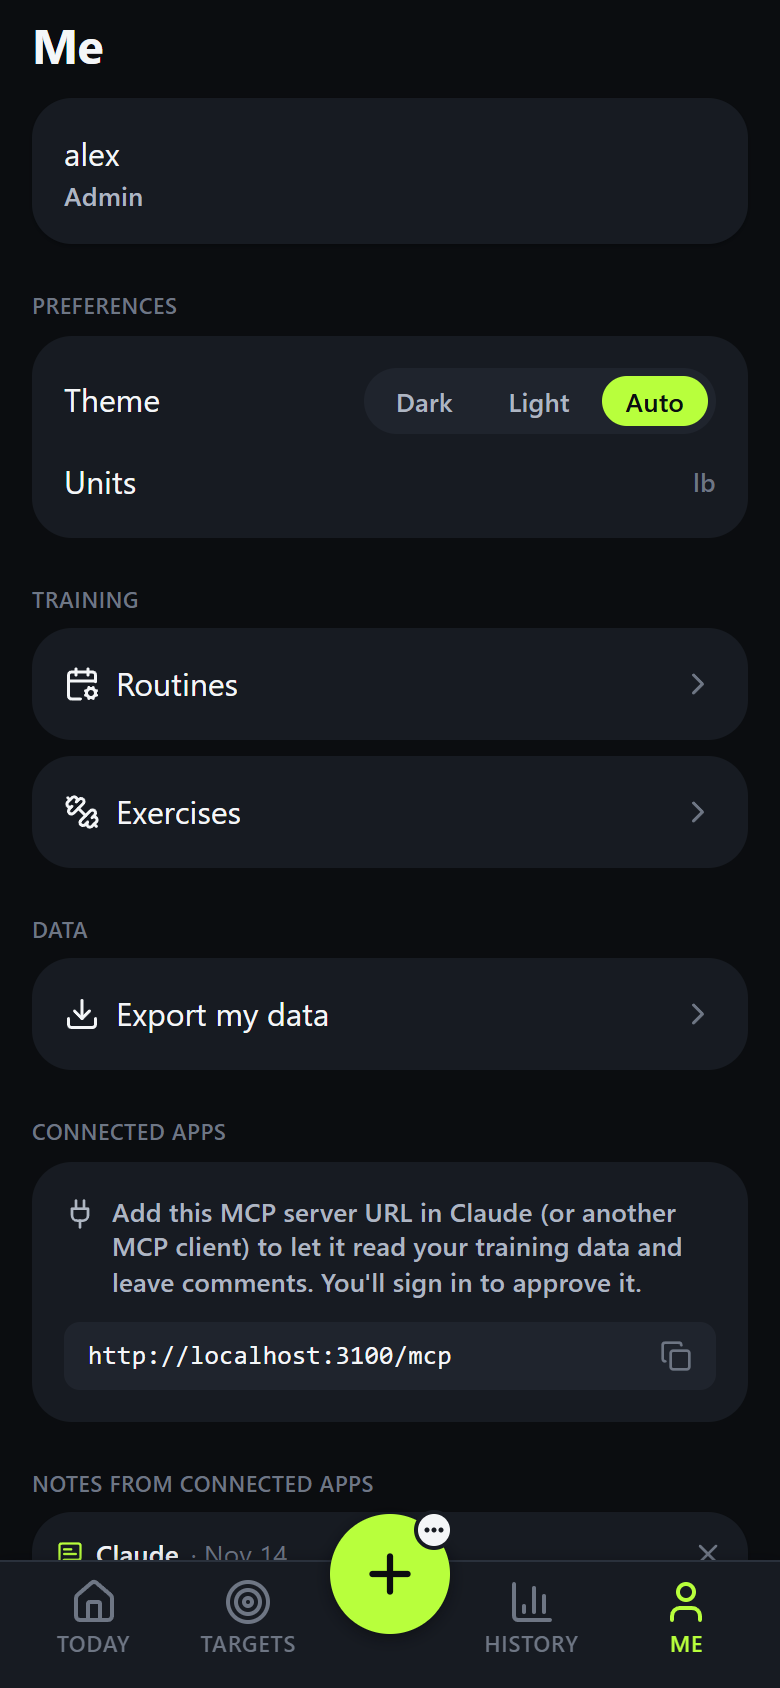 Me
alex
Admin
PREFERENCES
Theme
Dark
Light
Auto
Units
lb
TRAINING
Routines
Exercises
DATA
Export my data
CONNECTED APPS
Add this MCP server URL in Claude (or another
MCP client) to let it read your training data and
leave comments. You'll sign in to approve it.
http://localhost:3100/mcp
NOTES FROM CONNECTED APPS
Claude · Nov 14
TODAY
TARGETS
HISTORY
ME